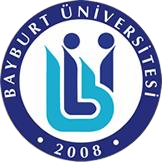 BAYBURT ÜNİVERSİTESİ
• 2008 •